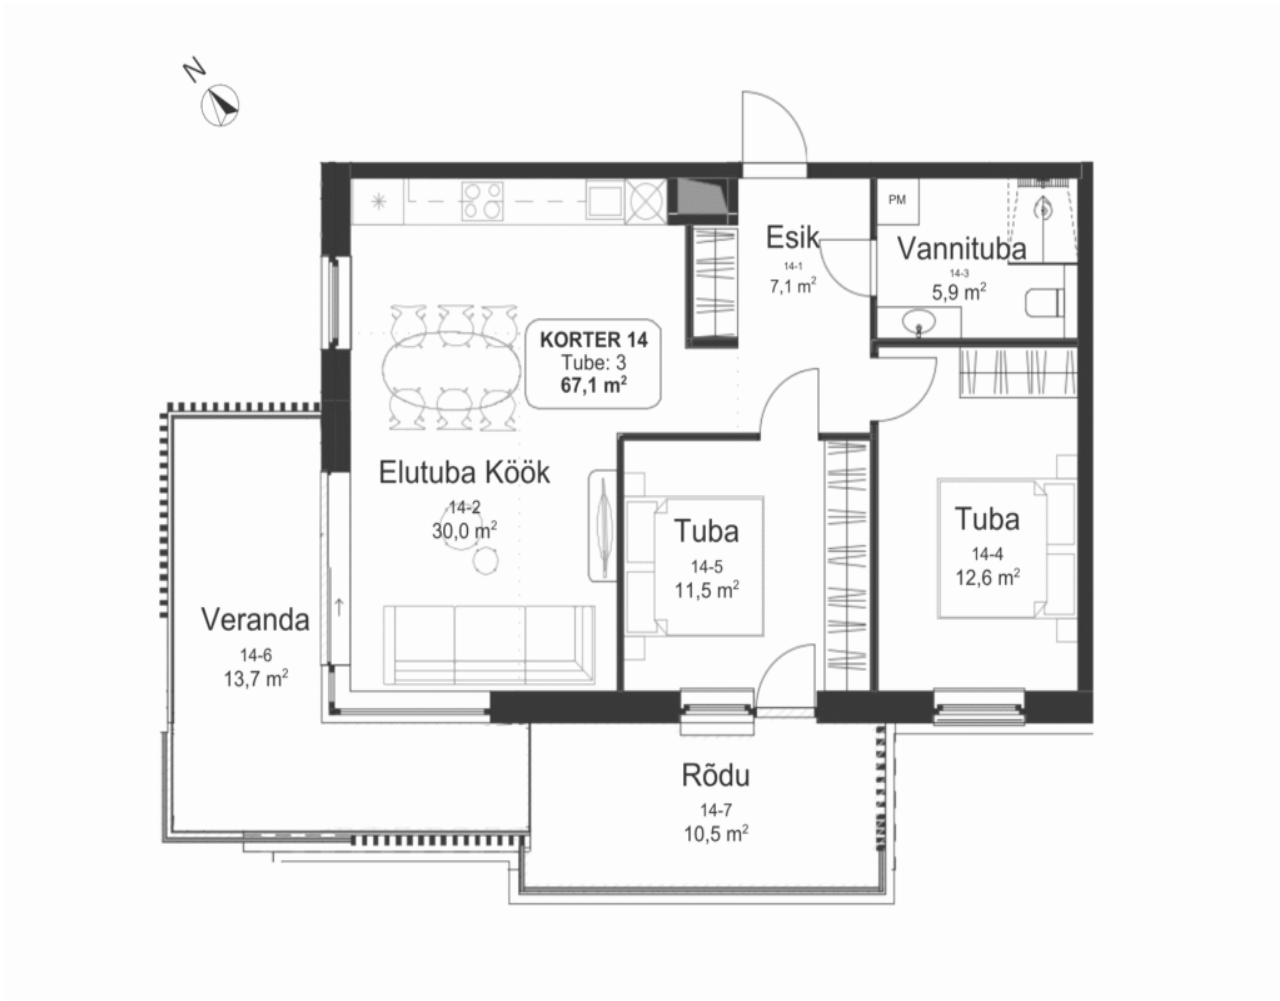 N
Esik
14-1
7,1 m²
PM
Vannituba
14-3
5,9 m²
KORTER 14
Tube: 3
67,1 m²
Elutuba Köök
14-2
30,0 m²
Tuba
14-5
11,5 m²
Tuba
14-4
12,6 m²
Veranda
14-6
13,7 m²
Rõdu
14-7
10,5 m²